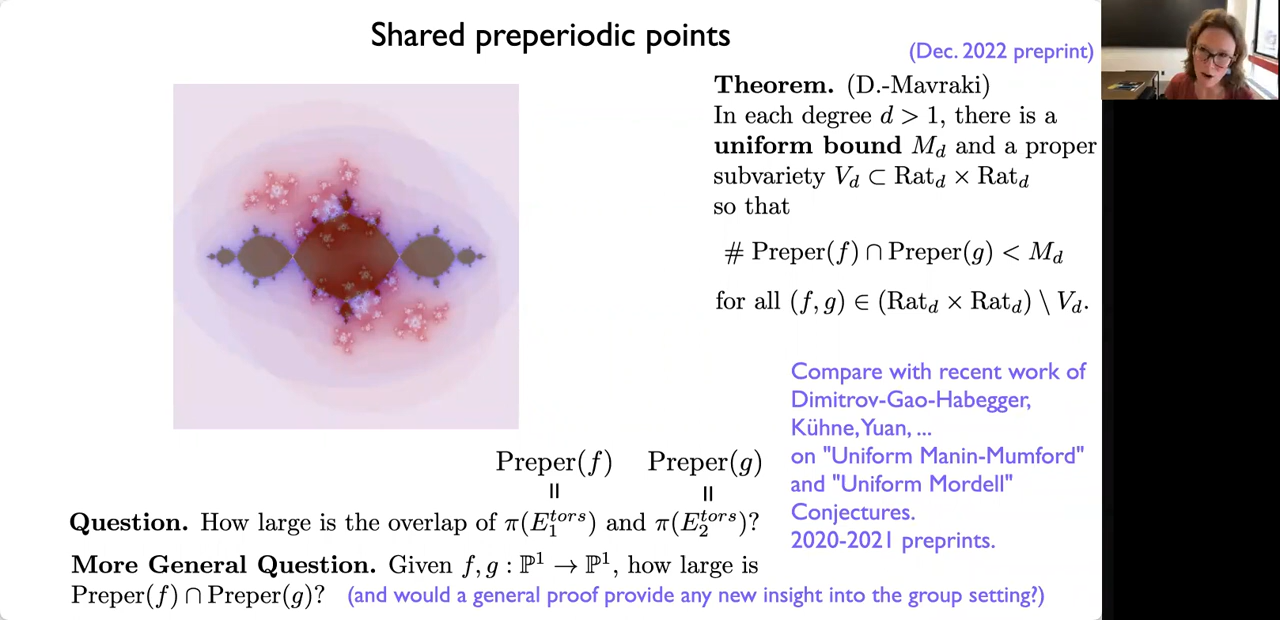 Shared preperiodic points
(Dec. 2022 preprint)
Theorem. (D.-Mavraki)
In each degree d > 1, there is a
uniform bound M_d and a proper
subvariety V_d ⊂ Rat_d × Rat_d
so that
# Preper(f) ∩ Preper(g) < M_d
for all (f, g) ∈ (Rat_d × Rat_d) \ V_d.
Compare with recent work of
Dimitrov-Gao-Habegger,
Kühne, Yuan, ...
on "Uniform Manin-Mumford"
and "Uniform Mordell"
Conjectures.
2020-2021 preprints.
Preper(f) Preper(g)
= =
Question. How large is the overlap of π(E_1^{tors}) and π(E_2^{tors})?
More General Question. Given f, g : ℙ^1 → ℙ^1, how large is
Preper(f) ∩ Preper(g)? (and would a general proof provide any new insight into the group setting?)